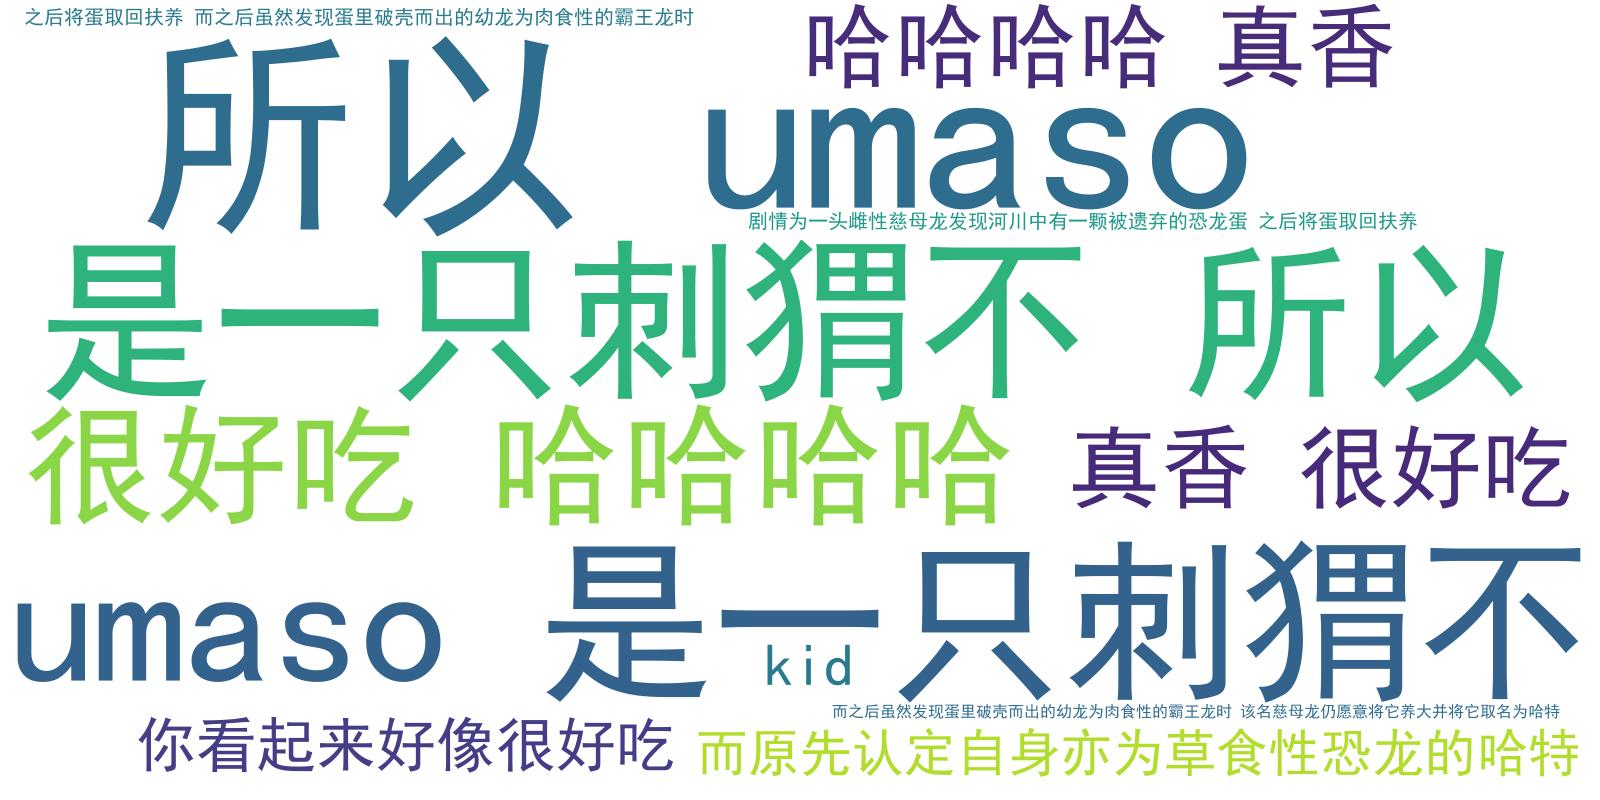 之后将蛋取回扶养 而之后虽然发现蛋里破壳而出的幼龙为肉食性的霸王龙时
哈哈哈哈 真香
所以 umaso
剧情为一头雌性慈母龙发现河川中有一颗被遗弃的恐龙蛋 之后将蛋取回扶养
是一只刺猬不 所以
很好吃 哈哈哈哈 真香 很好吃
umaso 是一只刺猬不
kid
而之后虽然发现蛋里破壳而出的幼龙为肉食性的霸王龙时 该名慈母龙仍愿意将它养大并将它取名为哈特
你看起来好像很好吃 而原先认定自身亦为草食性恐龙的哈特